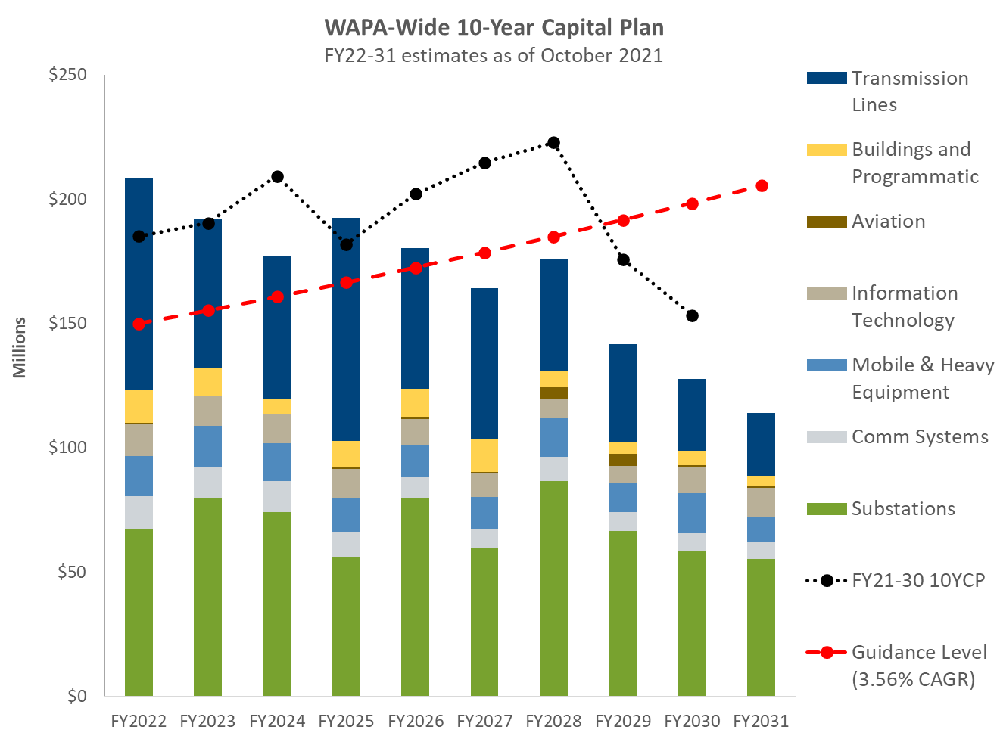 WAPA-Wide 10-Year Capital Plan
FY22-31 estimates as of October 2021
$250
$200
$150
$100
$50
$0
Millions
FY2022
FY2023
FY2024
FY2025
FY2026
FY2027
FY2028
FY2029
FY2030
FY2031
Transmission
Lines
Buildings and
Programmatic
Aviation
Information
Technology
Mobile & Heavy
Equipment
Comm Systems
Substations
FY21-30 10YCP
Guidance Level
(3.56% CAGR)